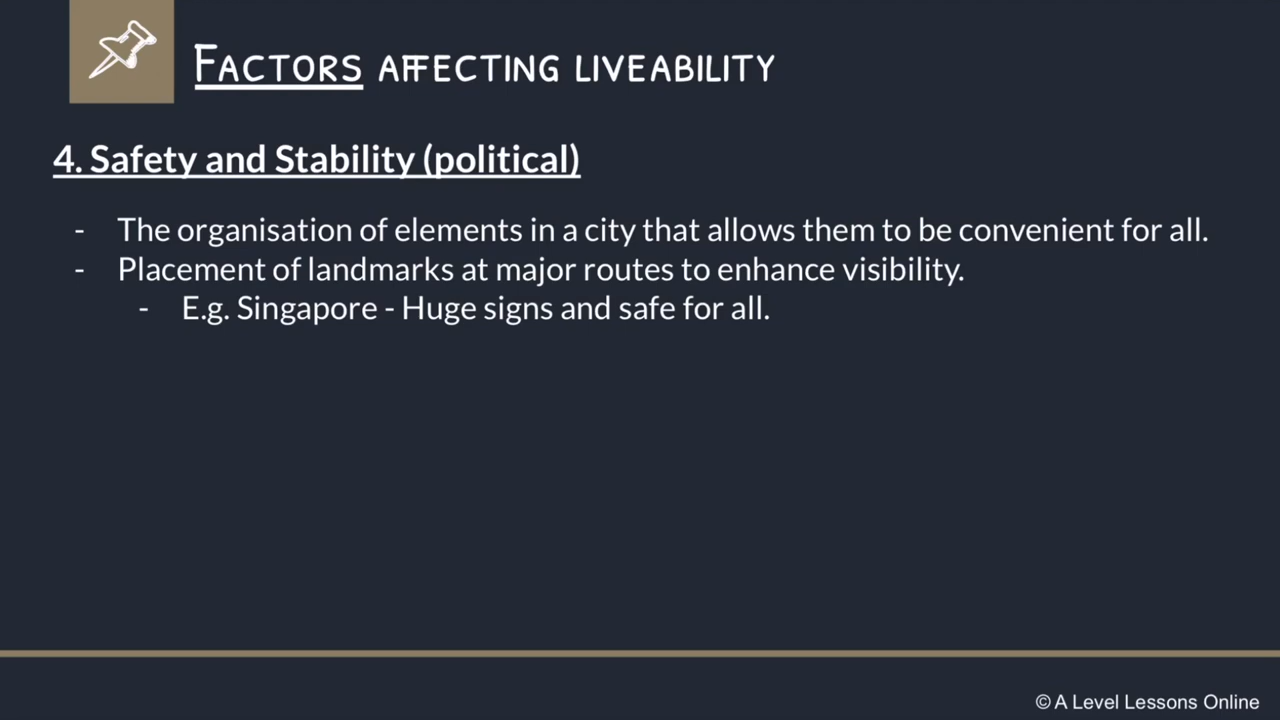 Factors affecting liveability
4. Safety and Stability (political)
- The organisation of elements in a city that allows them to be convenient for all.
- Placement of landmarks at major routes to enhance visibility.
- E.g. Singapore - Huge signs and safe for all.
© A Level Lessons Online